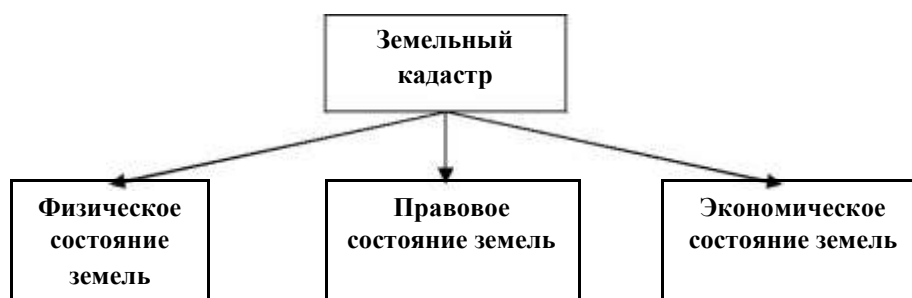 Земельный
кадастр
Физическое
состояние
земель
Правовое
состояние земель
Экономическое
состояние земель